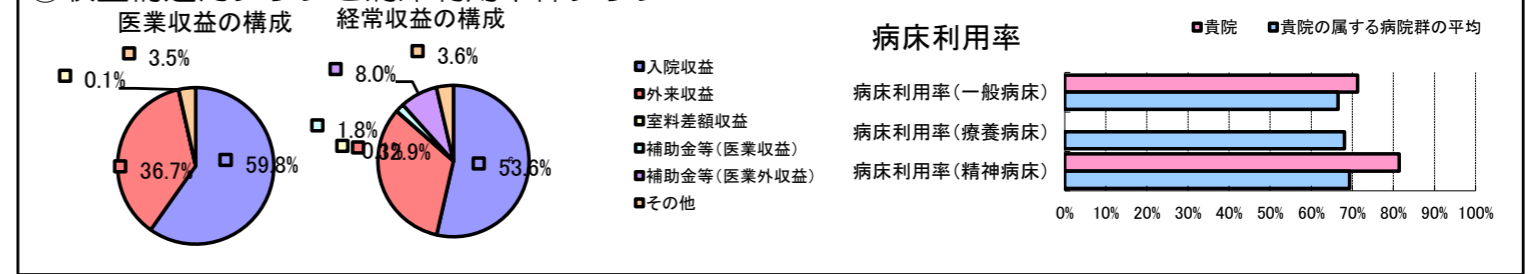 医業収益の構成
3.5%
0.1%
36.7%
59.8%
経常収益の構成
3.6%
8.0%
1.8%
53.6%
入院収益
外来収益
室料差額収益
補助金等(医業収益)
補助金等(医業外収益)
その他
病床利用率
貴院
貴院の属する病院群の平均
病床利用率(一般病床)
病床利用率(療養病床)
病床利用率(精神病床)
0% 10% 20% 30% 40% 50% 60% 70% 80% 90% 100%